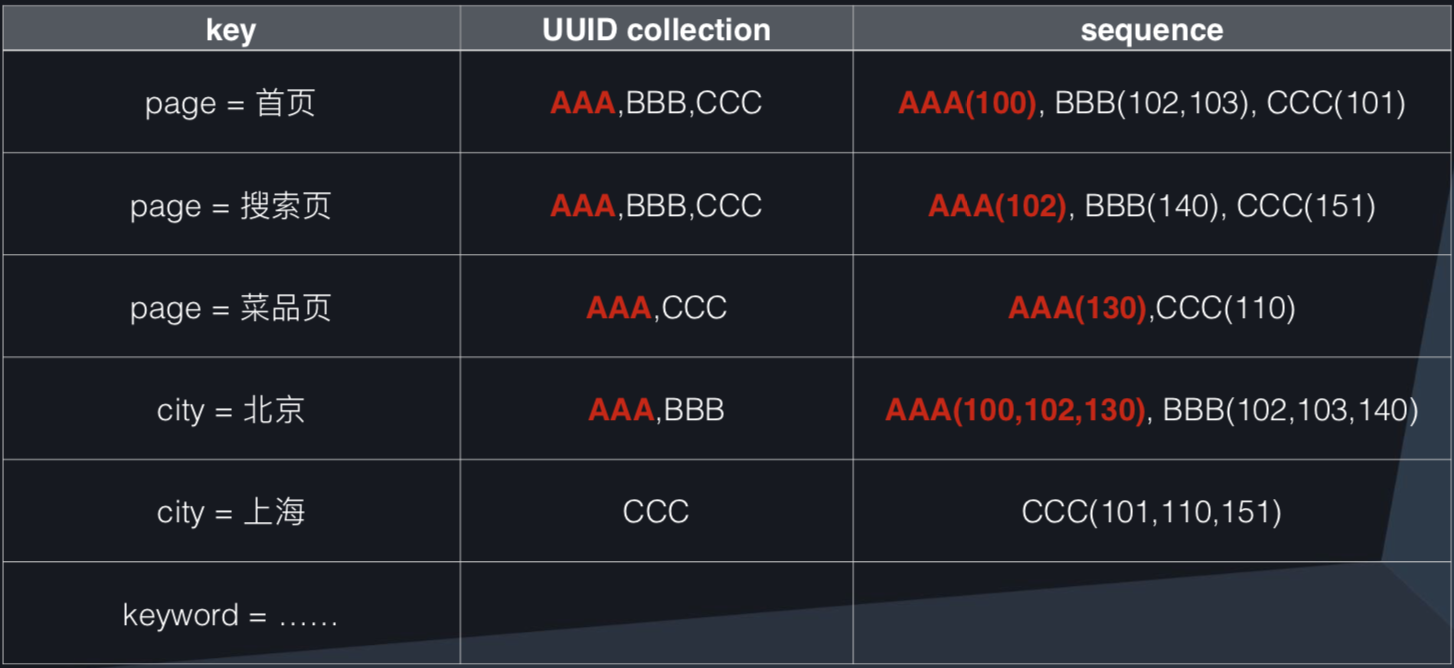 key UUID collection sequence
page = 首页 AAA,BBB,CCC AAA(100), BBB(102,103), CCC(101)
page = 搜索页 AAA,BBB,CCC AAA(102), BBB(140), CCC(151)
page = 菜品页 AAA,CCC AAA(130),CCC(110)
city = 北京 AAA,BBB AAA(100,102,130), BBB(102,103,140)
city = 上海 CCC CCC(101,110,151)
keyword = ……